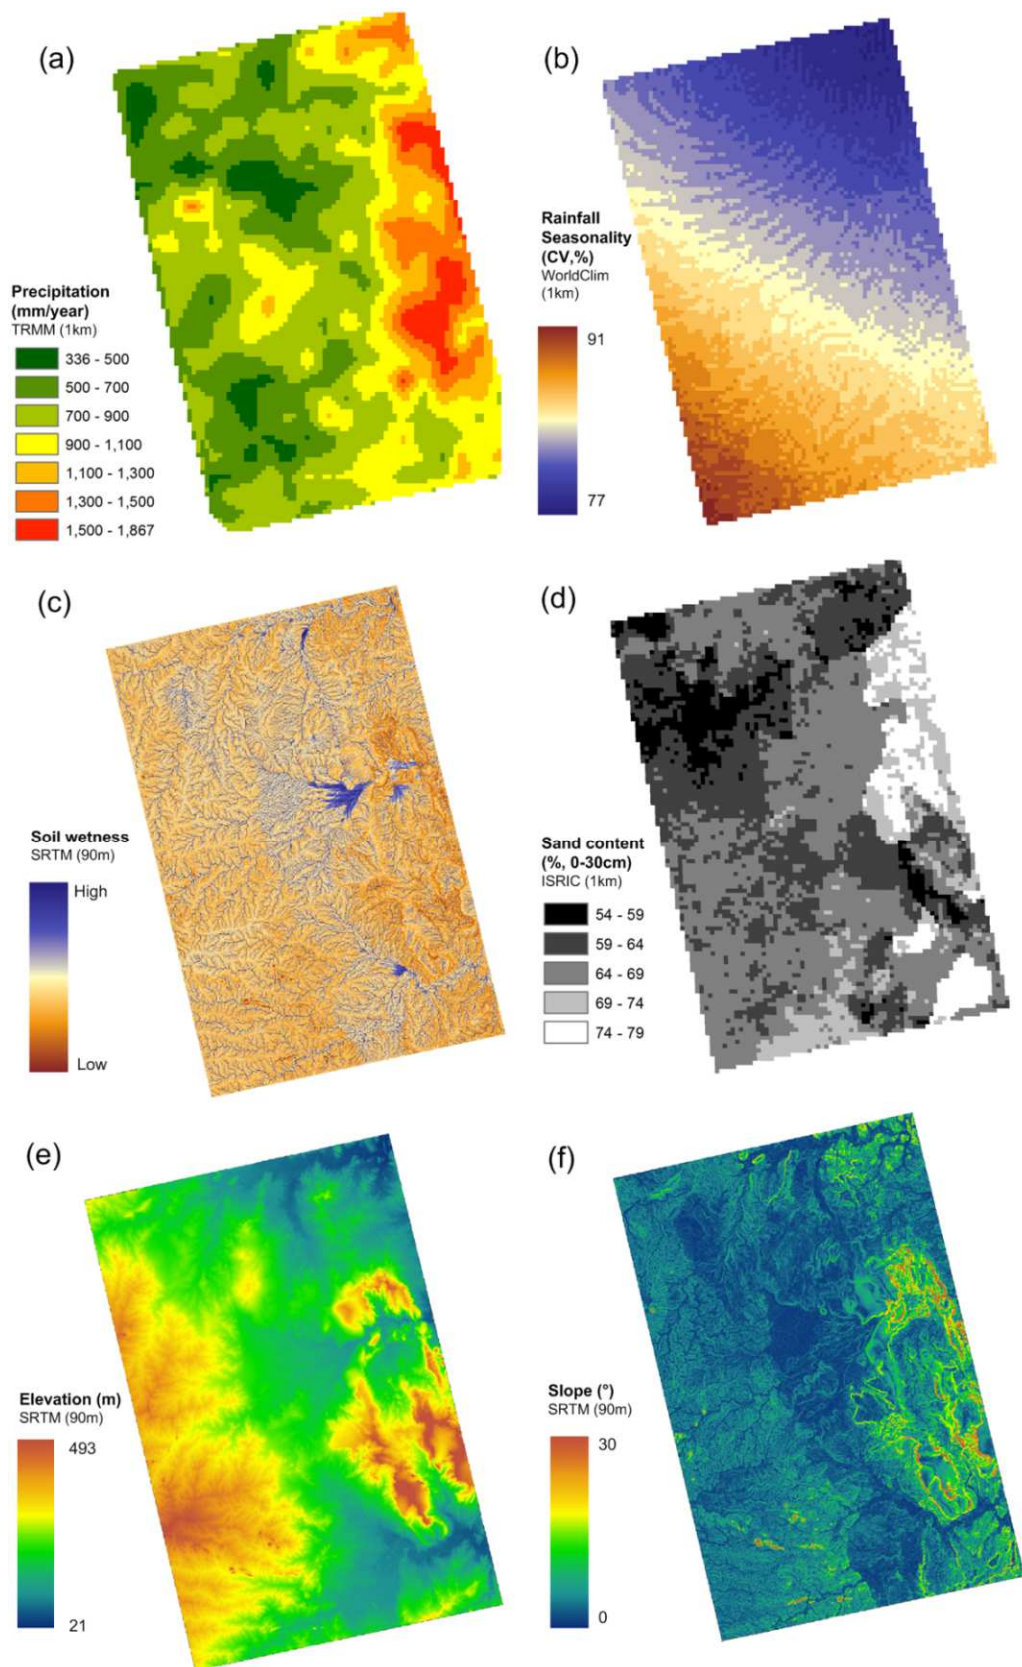 (a)
Precipitation
(mm/year)
TRMM (1km)
336 - 500
500 - 700
700 - 900
900 - 1,100
1,100 - 1,300
1,300 - 1,500
1,500 - 1,867
(b)
Rainfall
Seasonality
(CV,%)
WorldClim
(1km)
91
77
(c)
Soil wetness
SRTM (90m)
High
Low
(d)
Sand content
(%, 0-30cm)
ISRIC (1km)
54 - 59
59 - 64
64 - 69
69 - 74
74 - 79
(e)
Elevation (m)
SRTM (90m)
493
21
(f)
Slope (°)
SRTM (90m)
30
0